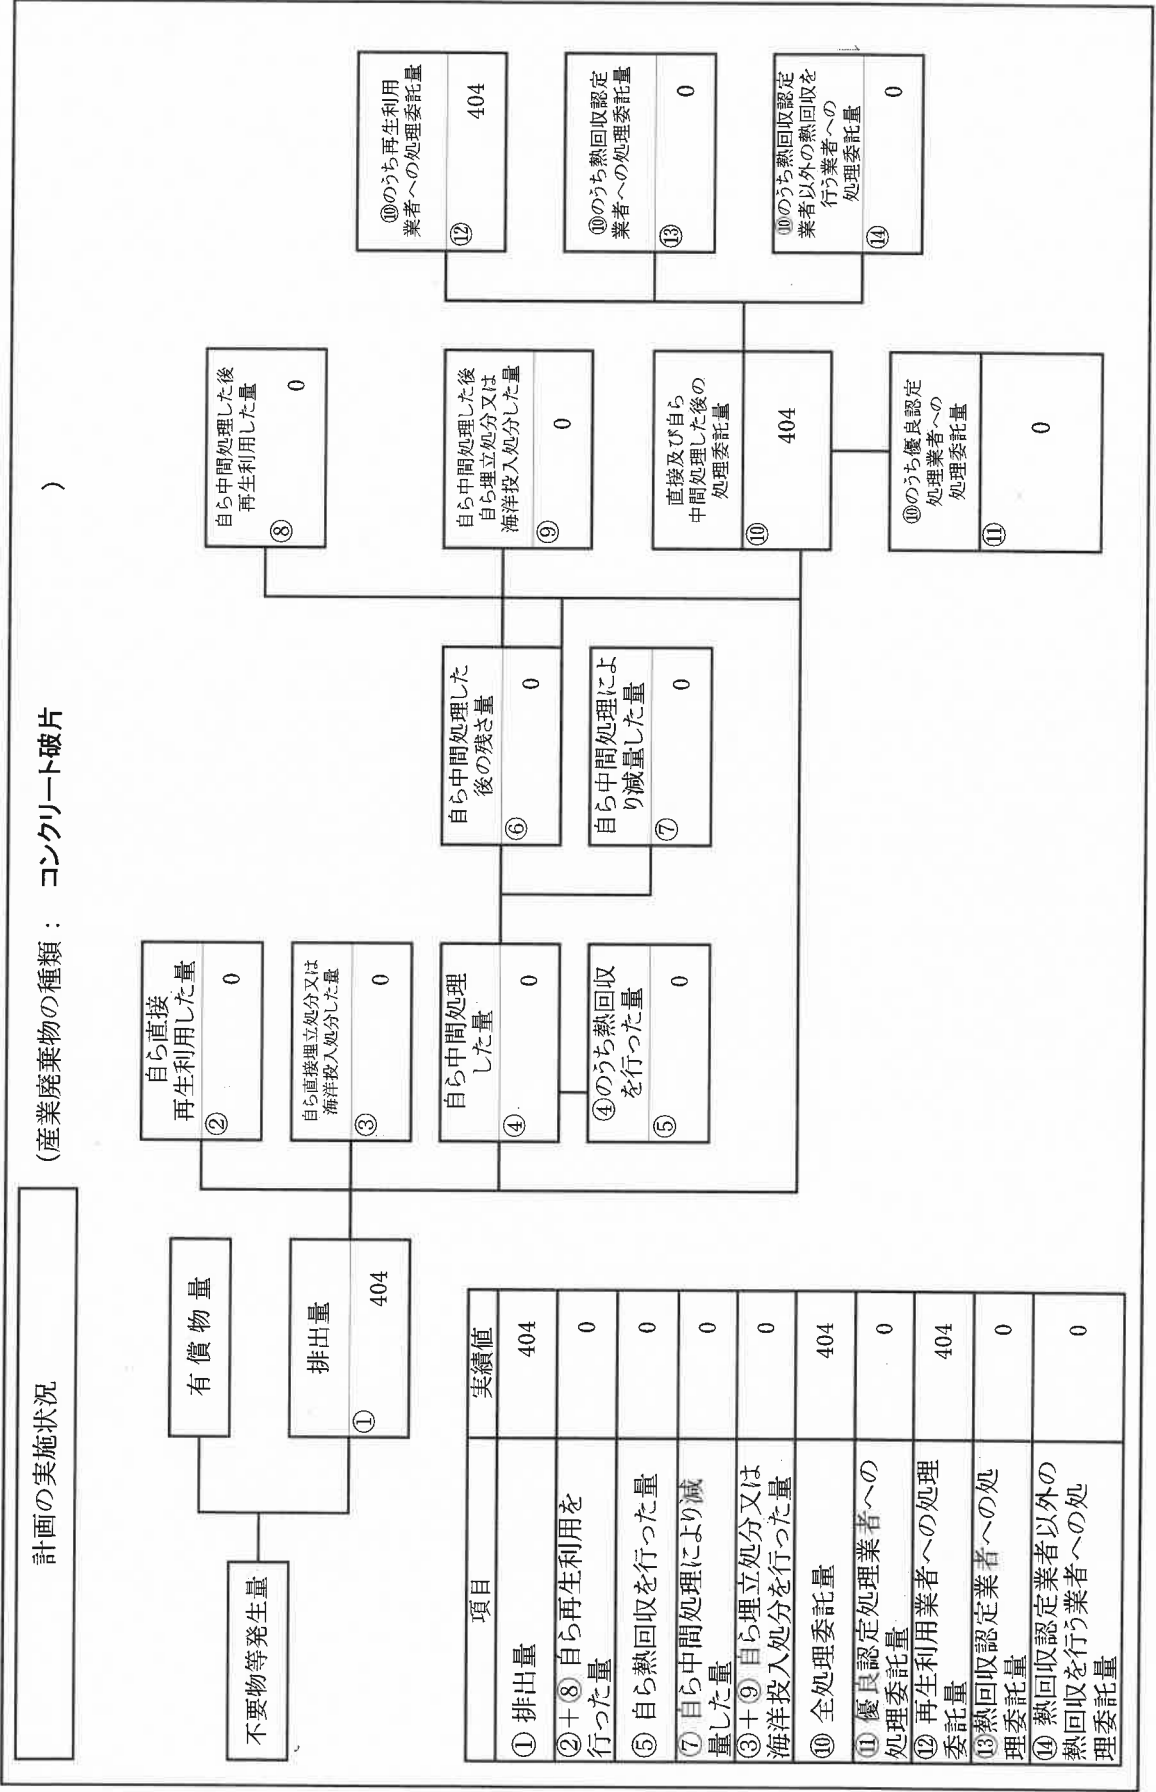 計画の実施状況
(産業廃棄物の種類： コンクリート破片 )
不要物等発生量
有償物量
排出量
① 404
自ら直接
再生利用した量
② 0
自ら直接埋立処分又は
海洋投入処分した量
③ 0
自ら中間処理
した量
④ 0
④のうち熱回収
を行った量
⑤ 0
自ら中間処理した
後の残さ量
⑥ 0
自ら中間処理によ
り減量した量
⑦ 0
自ら中間処理した後
再生利用した量
⑧ 0
自ら中間処理した後
自ら埋立処分又は
海洋投入処分した量
⑨ 0
直接及び自ら
中間処理した後の
処理委託量
⑩ 404
⑩のうち優良認定
処理業者への
処理委託量
⑪ 0
⑩のうち再生利用
業者への処理委託量
⑫ 404
⑩のうち熱回収認定
業者への処理委託量
⑬ 0
⑩のうち熱回収認定
業者以外の熱回収を
行う業者への
処理委託量
⑭ 0
項目 実績値
① 排出量 404
②＋⑧ 自ら再生利用を
行った量 0
⑤ 自ら熱回収を行った量 0
⑦ 自ら中間処理により減
量した量 0
③＋⑨ 自ら埋立処分又は
海洋投入処分を行った量 0
⑩ 全処理委託量 404
⑪ 優良認定処理業者への
処理委託量 0
⑫ 再生利用業者への処理
委託量 404
⑬熱回収認定業者への処
理委託量 0
⑭ 熱回収認定業者以外の
熱回収を行う業者への処
理委託量 0